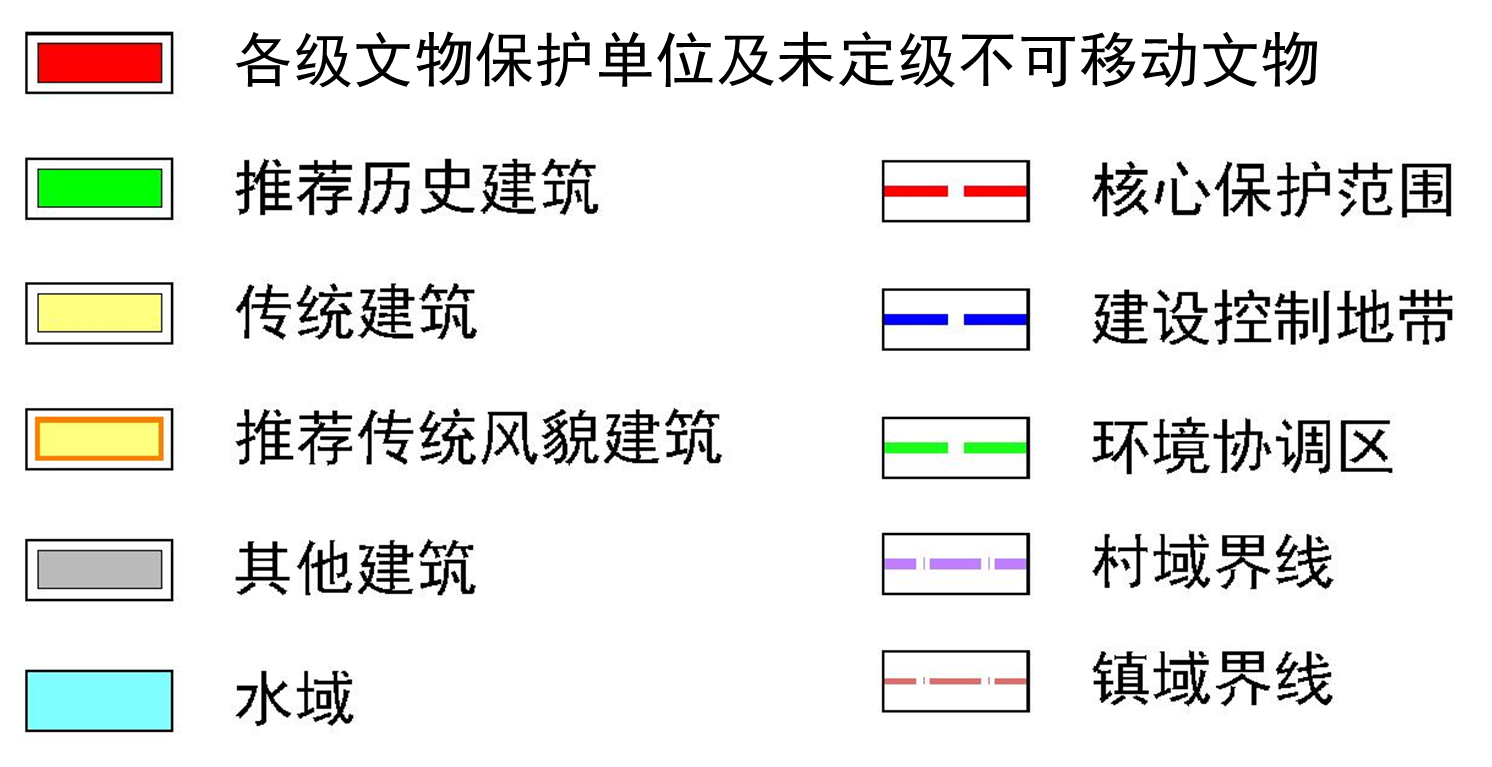 各级文物保护单位及未定级不可移动文物
推荐历史建筑
传统建筑
推荐传统风貌建筑
其他建筑
水域
核心保护范围
建设控制地带
环境协调区
村域界线
镇域界线